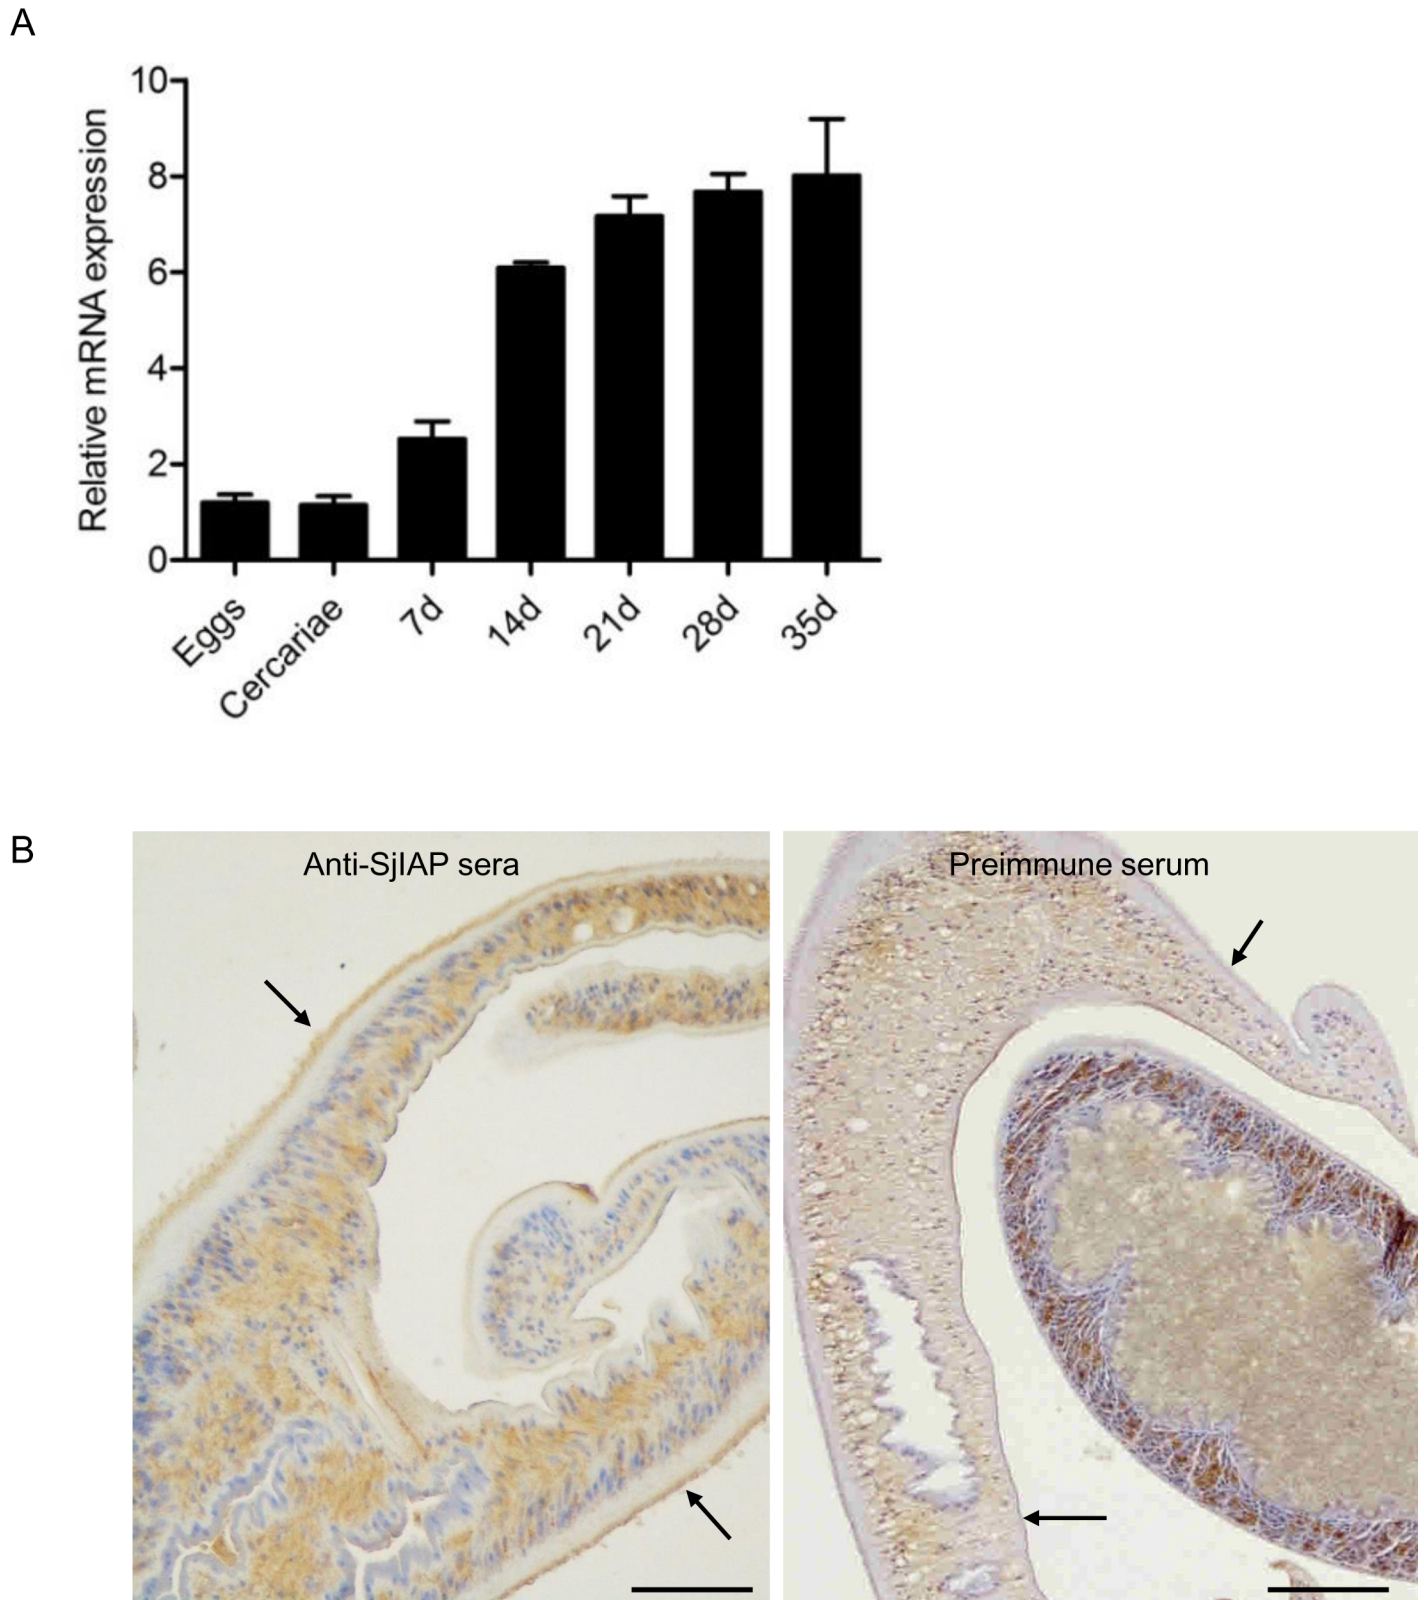 A
10
8
6
4
2
0
Relative mRNA expression
Eggs
Cercariae
7d
14d
21d
28d
35d
B
Anti-SjIAP sera
Preimmune serum